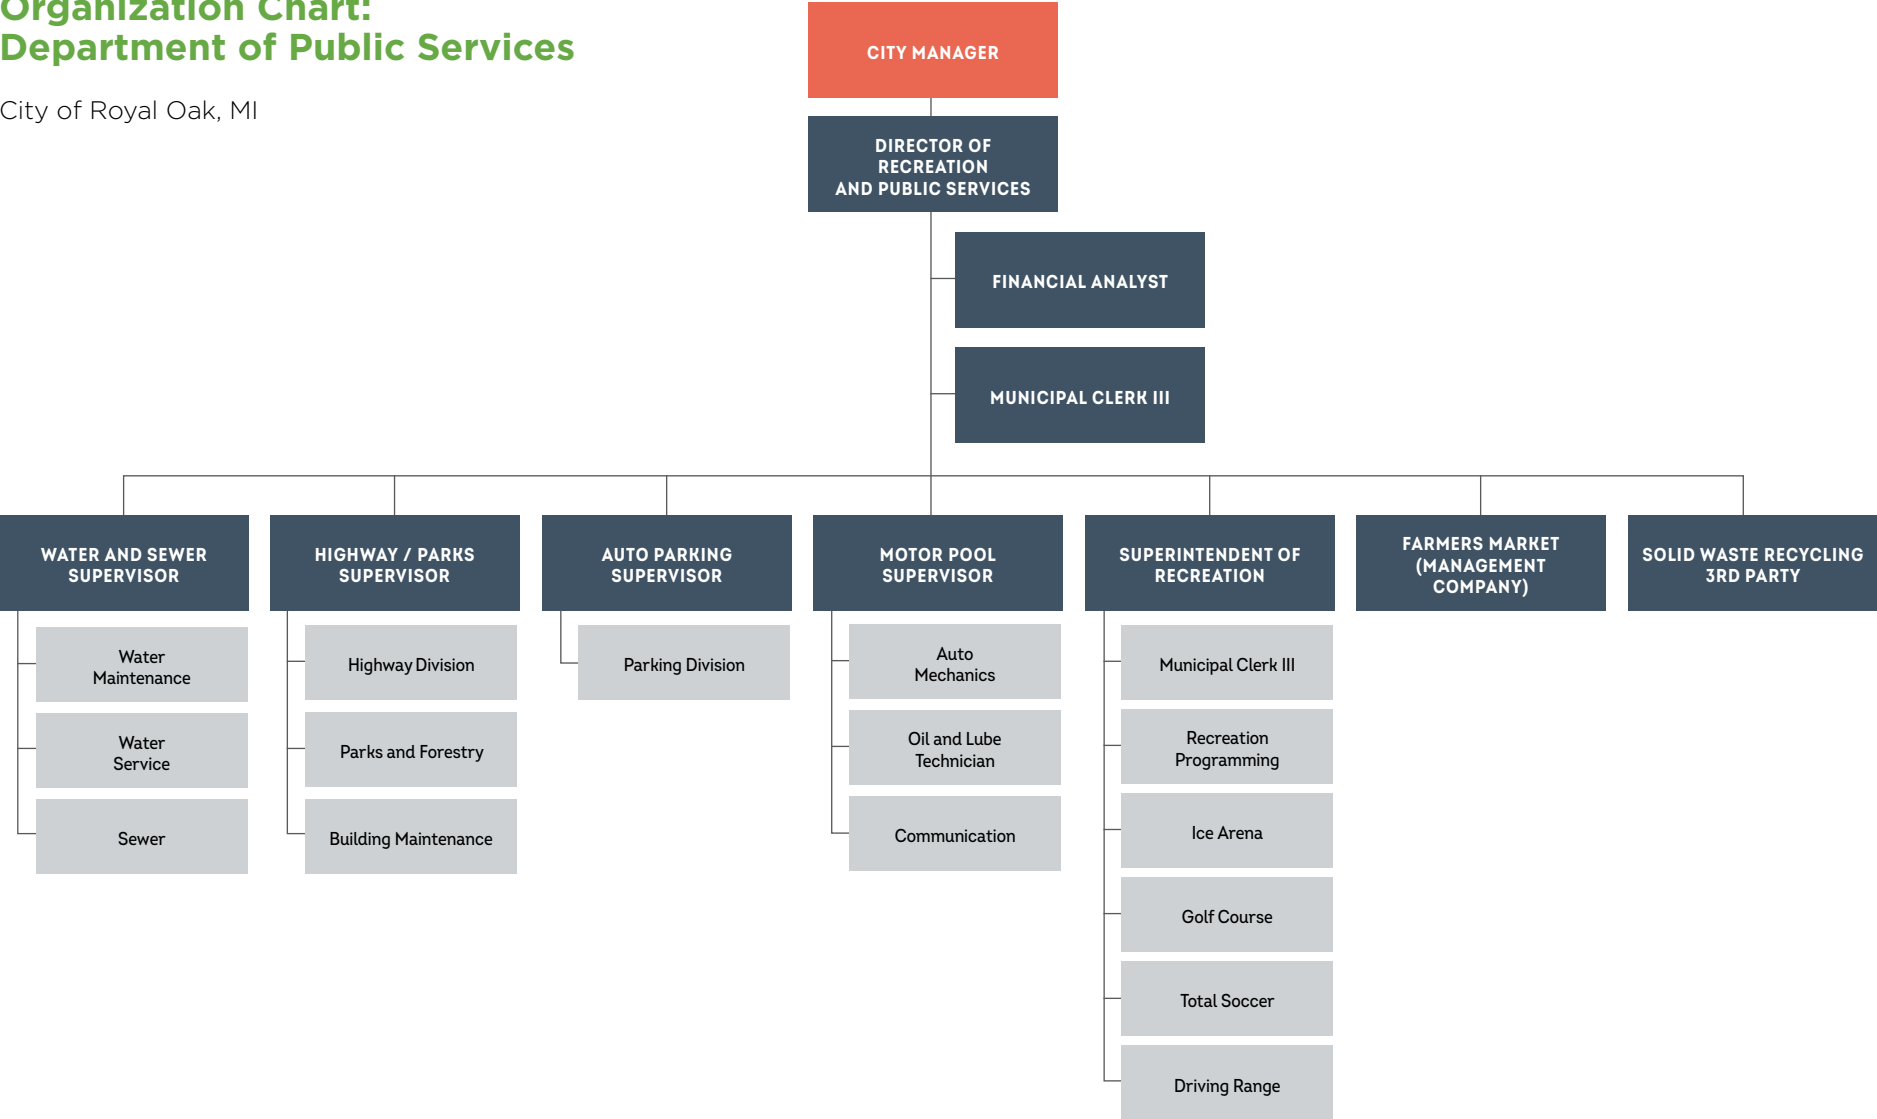 Organization Chart:
Department of Public Services
City of Royal Oak, MI
CITY MANAGER
DIRECTOR OF
RECREATION
AND PUBLIC SERVICES
FINANCIAL ANALYST
MUNICIPAL CLERK III
WATER AND SEWER
SUPERVISOR
Water
Maintenance
Water
Service
Sewer
HIGHWAY / PARKS
SUPERVISOR
Highway Division
Parks and Forestry
Building Maintenance
AUTO PARKING
SUPERVISOR
Parking Division
MOTOR POOL
SUPERVISOR
Auto
Mechanics
Oil and Lube
Technician
Communication
SUPERINTENDENT OF
RECREATION
Municipal Clerk III
Recreation
Programming
Ice Arena
Golf Course
Total Soccer
Driving Range
FARMERS MARKET
(MANAGEMENT
COMPANY)
SOLID WASTE RECYCLING
3RD PARTY